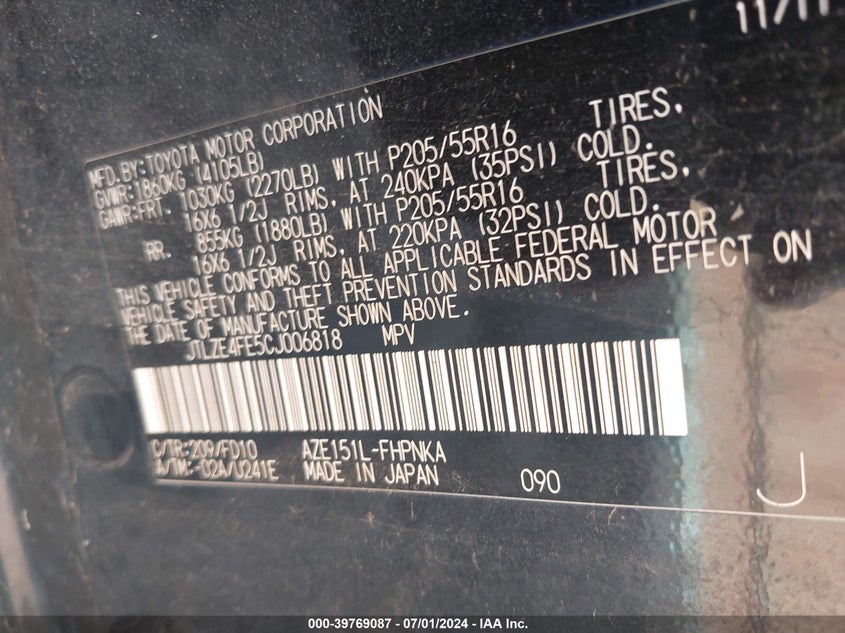 11/11
MFD.BY:TOYOTA MOTOR CORPORATION
GVWR:1860KG (4105LB)
GAWR:FRT. 1030KG (2270LB) WITH P205/55R16 TIRES,
16X6 1/2J RIMS, AT 240KPA (35PSI) COLD.
RR. 855KG (1880LB) WITH P205/55R16 TIRES,
16X6 1/2J RIMS, AT 220KPA (32PSI) COLD.
THIS VEHICLE CONFORMS TO ALL APPLICABLE FEDERAL MOTOR
VEHICLE SAFETY AND THEFT PREVENTION STANDARDS IN EFFECT ON
THE DATE OF MANUFACTURE SHOWN ABOVE.
JTLZE4FE5CJ006818 MPV
C/TR:209/FD10 AZE151L-FHPNKA
A/TM:-02A/U241E MADE IN JAPAN 090
J
000-39769087 - 07/01/2024 - IAA Inc.